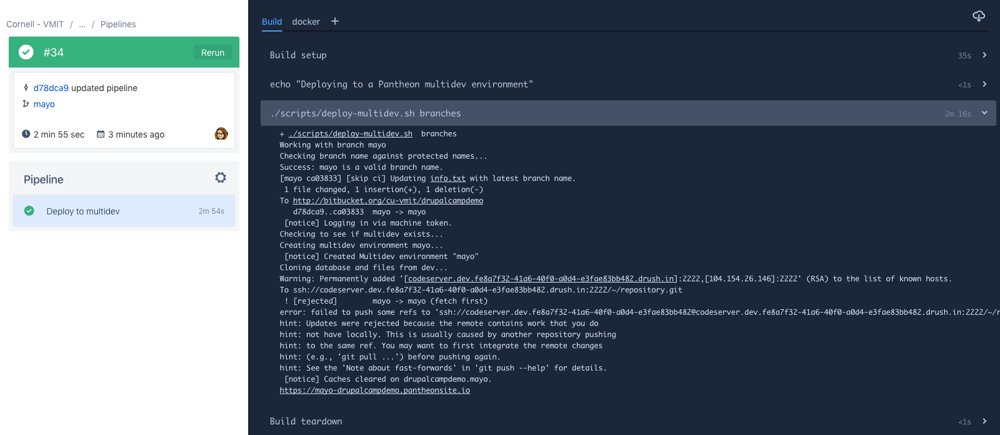 Cornell - VMIT / ... / Pipelines
#34
Rerun
d78dca9 updated pipeline
mayo
2 min 55 sec 3 minutes ago
Pipeline
Deploy to multidev 2m 54s
Build docker +
Build setup 35s
echo "Deploying to a Pantheon multidev environment" <1s
./scripts/deploy-multidev.sh branches 2m 16s
+ ./scripts/deploy-multidev.sh branches
Working with branch mayo
Checking branch name against protected names...
Success: mayo is a valid branch name.
[mayo ca03833] [skip ci] Updating info.txt with latest branch name.
1 file changed, 1 insertion(+), 1 deletion(-)
To http://bitbucket.org/cu-vmit/drupalcampdemo
d78dca9..ca03833 mayo -> mayo
[notice] Logging in via machine token.
Checking to see if multidev exists...
Creating multidev environment mayo...
[notice] Created Multidev environment "mayo"
Cloning database and files from dev...
Warning: Permanently added '[codeserver.dev.fe8a7f32-41a6-40f0-a0d4-e3fae83bb482.drush.in]:2222,[104.154.26.146]:2222' (RSA) to the list of known hosts.
To ssh://codeserver.dev.fe8a7f32-41a6-40f0-a0d4-e3fae83bb482.drush.in:2222/~/repository.git
! [rejected] mayo -> mayo (fetch first)
error: failed to push some refs to 'ssh://codeserver.dev.fe8a7f32-41a6-40f0-a0d4-e3fae83bb482@codeserver.dev.fe8a7f32-41a6-40f0-a0d4-e3fae83bb482.drush.in:2222/~/r
hint: Updates were rejected because the remote contains work that you do
hint: not have locally. This is usually caused by another repository pushing
hint: to the same ref. You may want to first integrate the remote changes
hint: (e.g., 'git pull ...') before pushing again.
hint: See the 'Note about fast-forwards' in 'git push --help' for details.
[notice] Caches cleared on drupalcampdemo.mayo.
https://mayo-drupalcampdemo.pantheonsite.io
Build teardown <1s